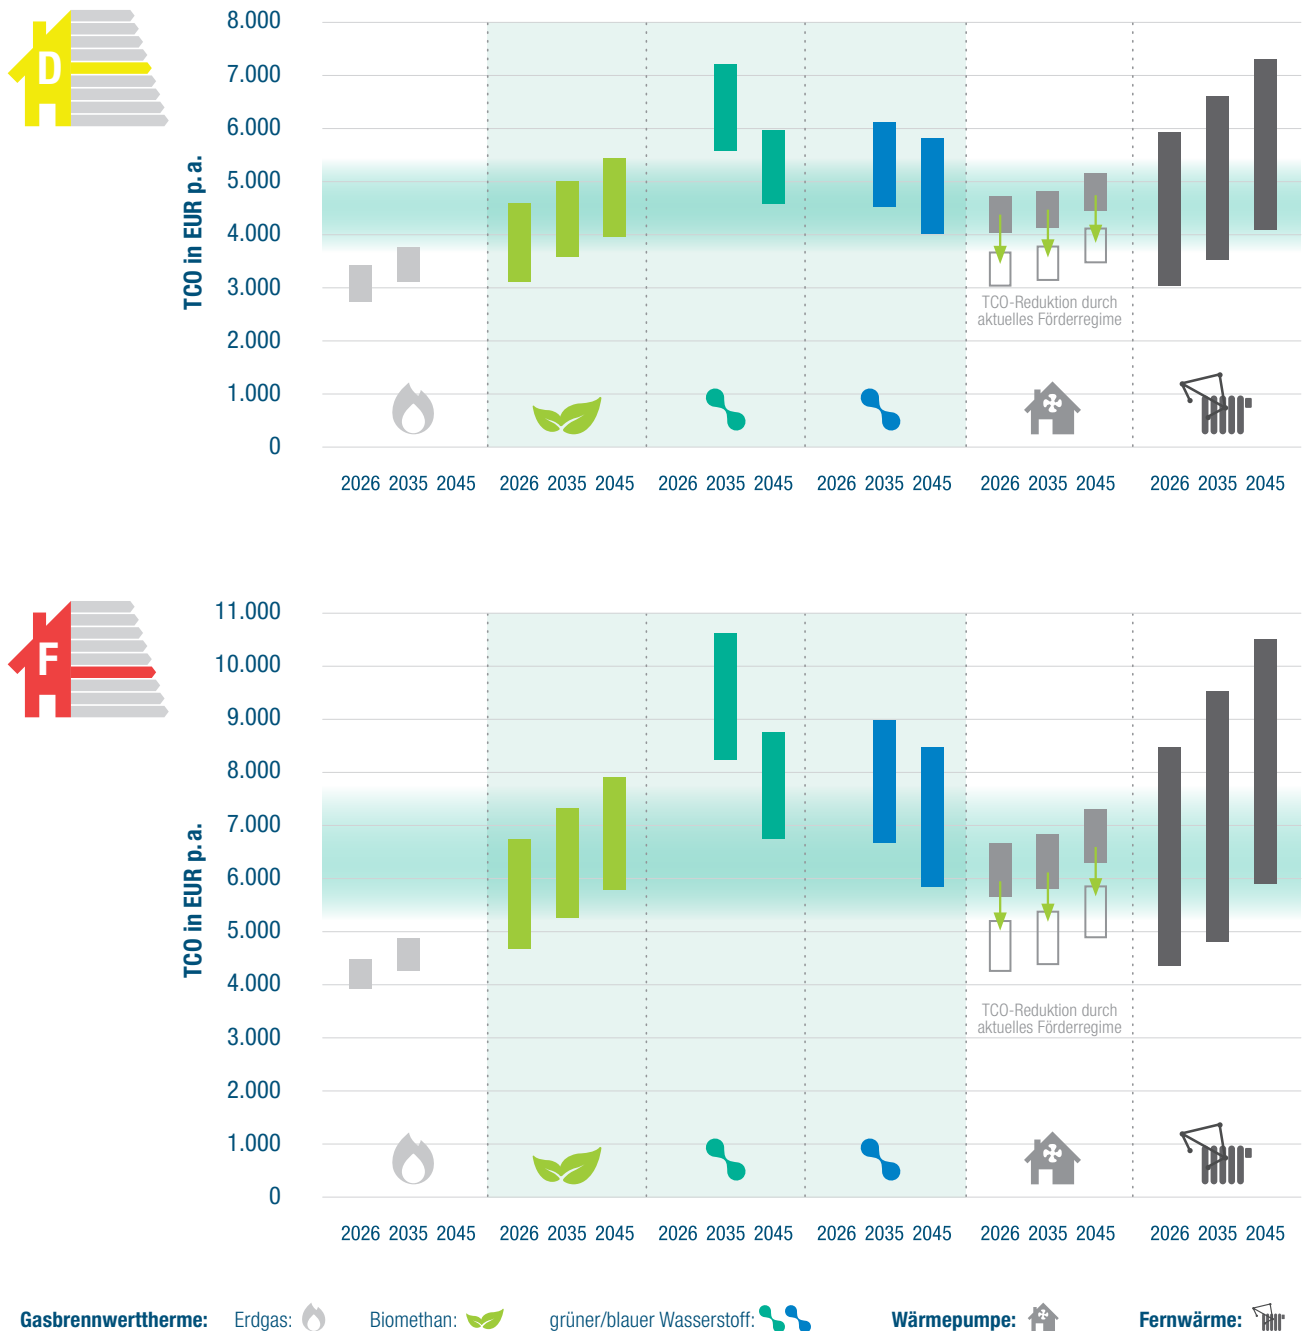 D
TCO in EUR p. a.
8.000
7.000
6.000
5.000
4.000
3.000
2.000
1.000
0
TCO-Reduktion durch
aktuelles Förderregime
2026 2035 2045 2026 2035 2045 2026 2035 2045 2026 2035 2045 2026 2035 2045 2026 2035 2045
F
TCO in EUR p. a.
11.000
10.000
9.000
8.000
7.000
6.000
5.000
4.000
3.000
2.000
1.000
0
TCO-Reduktion durch
aktuelles Förderregime
2026 2035 2045 2026 2035 2045 2026 2035 2045 2026 2035 2045 2026 2035 2045 2026 2035 2045
Gasbrennwerttherme: Erdgas: Biomethan: grüner/blauer Wasserstoff: Wärmepumpe: Fernwärme: